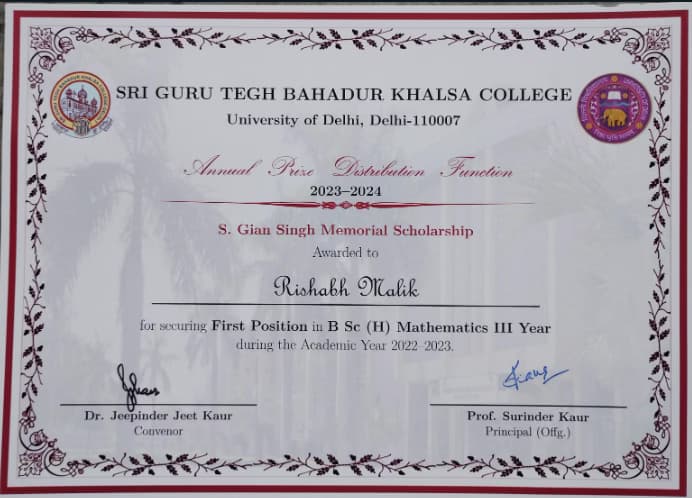 SRI GURU TEGH BAHADUR KHALSA COLLEGE
University of Delhi, Delhi-110007
Annual Prize Distribution Function
2023–2024
S. Gian Singh Memorial Scholarship
Awarded to
Rishabh Malik
for securing First Position in B Sc (H) Mathematics III Year
during the Academic Year 2022–2023.
Dr. Jeepinder Jeet Kaur
Convenor
Prof. Surinder Kaur
Principal (Offg.)